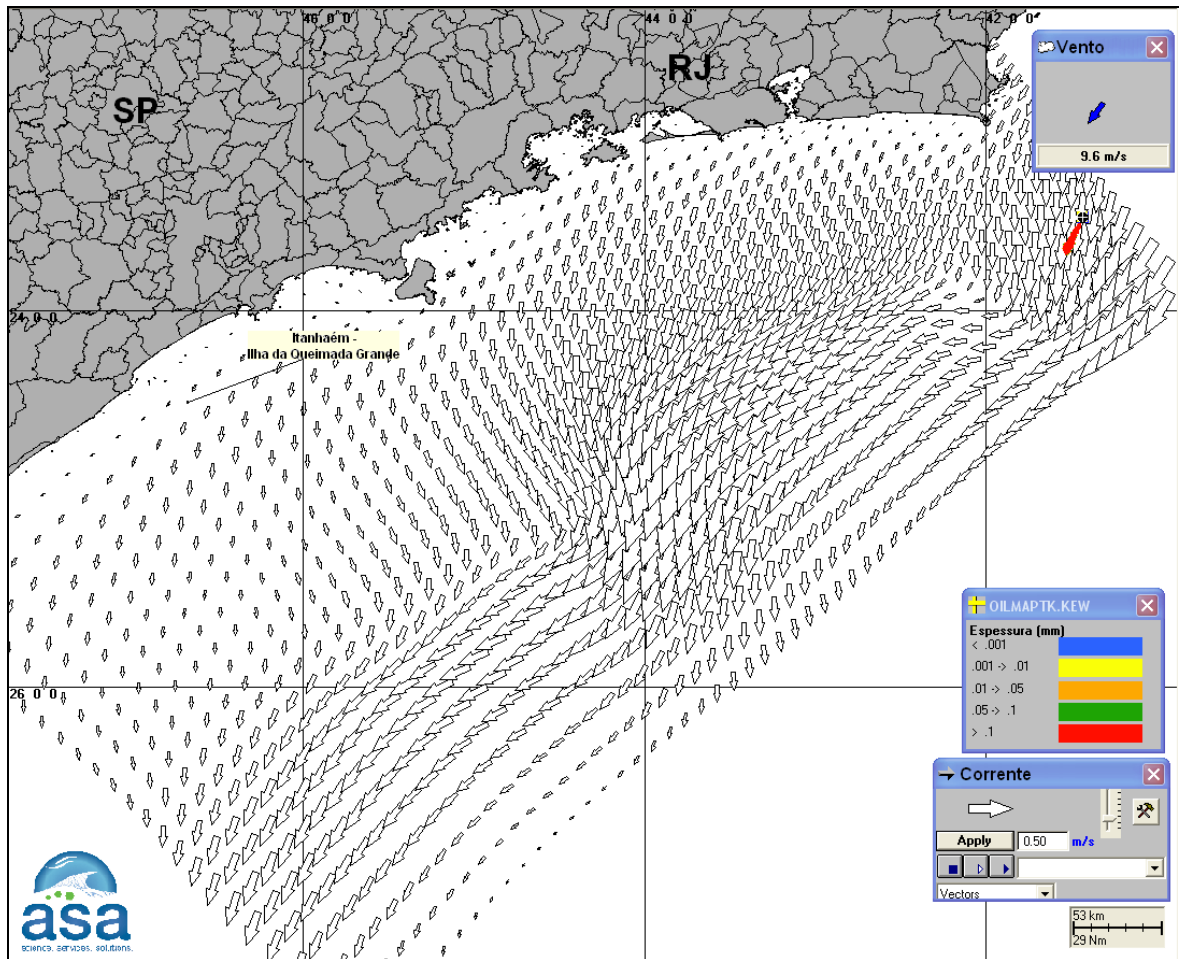 46 0 0
44 0 0
42 0 0
SP
RJ
Vento
9.6 m/s
24 0 0
Itanhaém -
Ilha da Queimada Grande
26 0 0
OILMAPTK.KEW
Espessura (mm)
< .001
.001 -> .01
.01 -> .05
.05 -> .1
> .1
Corrente
Apply
0.50
m/s
Vectors
53 km
29 Nm
asa
science. services. solutions.